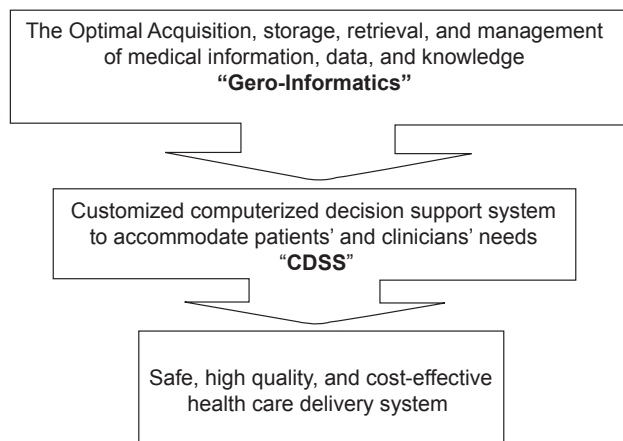 The Optimal Acquisition, storage, retrieval, and management
of medical information, data, and knowledge
“Gero-Informatics”
Customized computerized decision support system
to accommodate patients’ and clinicians’ needs
“CDSS”
Safe, high quality, and cost-effective
health care delivery system